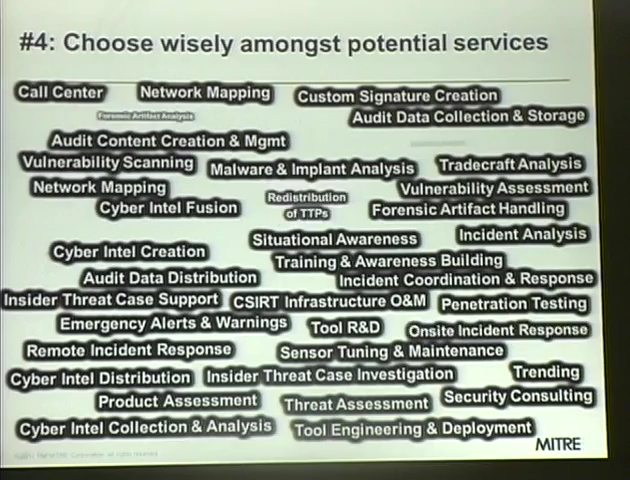 #4: Choose wisely amongst potential services
Call Center Network Mapping Custom Signature Creation
Forensic Artifact Analysis Audit Data Collection & Storage
Audit Content Creation & Mgmt
Vulnerability Scanning Malware & Implant Analysis Tradecraft Analysis
Network Mapping Redistribution of TTPs Vulnerability Assessment
Cyber Intel Fusion Forensic Artifact Handling
Situational Awareness Incident Analysis
Cyber Intel Creation Training & Awareness Building
Audit Data Distribution Incident Coordination & Response
Insider Threat Case Support CSIRT Infrastructure O&M Penetration Testing
Emergency Alerts & Warnings Tool R&D Onsite Incident Response
Remote Incident Response Sensor Tuning & Maintenance
Cyber Intel Distribution Insider Threat Case Investigation Trending
Product Assessment Threat Assessment Security Consulting
Cyber Intel Collection & Analysis Tool Engineering & Deployment
MITRE